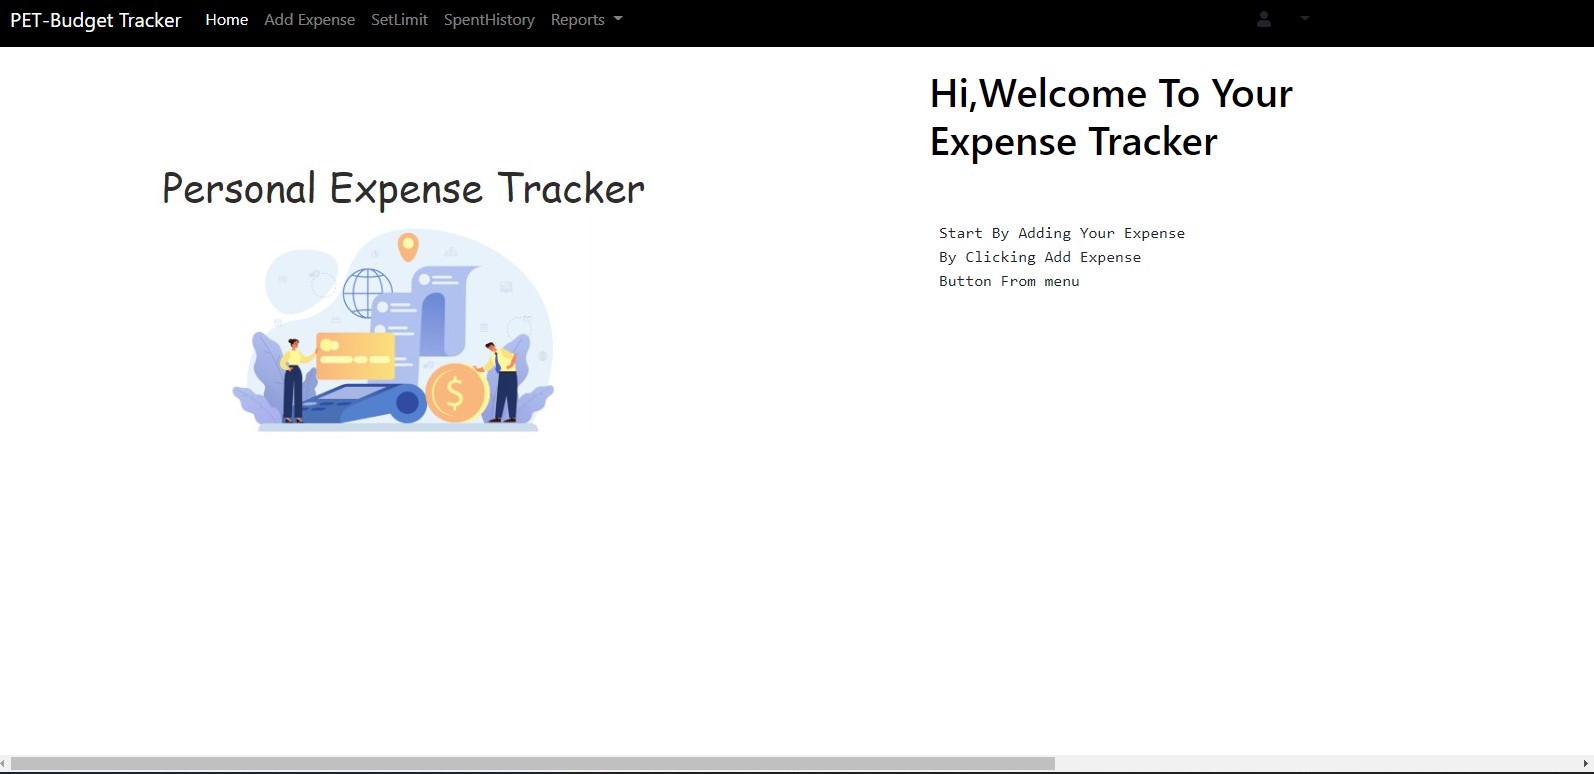 PET-Budget Tracker Home Add Expense SetLimit SpentHistory Reports
Hi,Welcome To Your
Expense Tracker
Personal Expense Tracker
Start By Adding Your Expense
By Clicking Add Expense
Button From menu
$